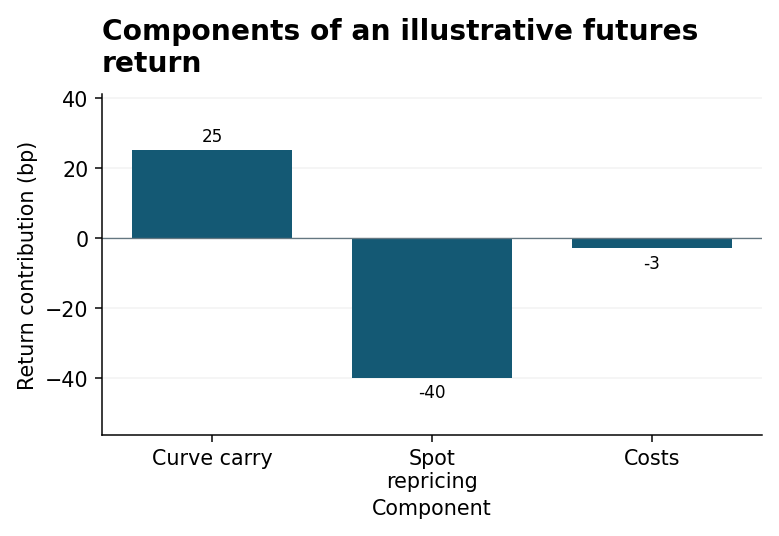 Components of an illustrative futures
return
Return contribution (bp)
40
20
0
−20
−40
25
-40
-3
Curve carry
Spot
repricing
Costs
Component